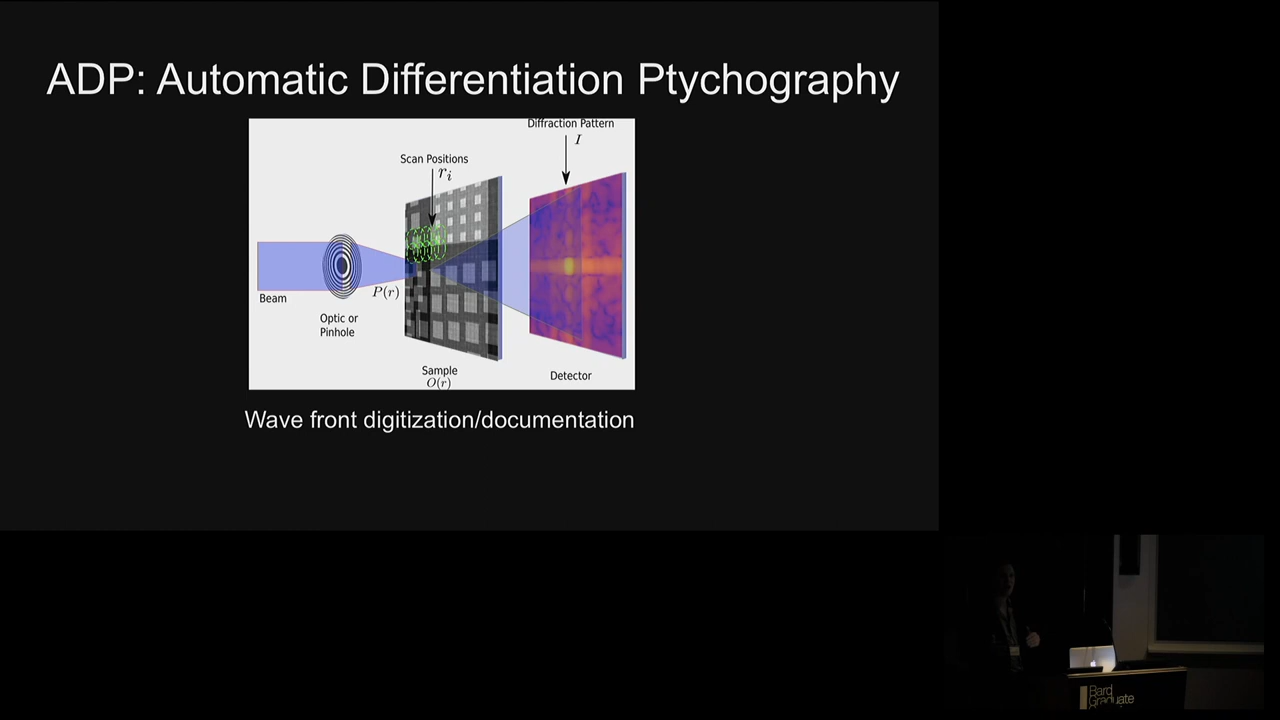 ADP: Automatic Differentiation Ptychography
Diffraction Pattern
I
Scan Positions
r_i
Beam
P(r)
Optic or
Pinhole
Sample
O(r)
Detector
Wave front digitization/documentation
Bard
Graduate